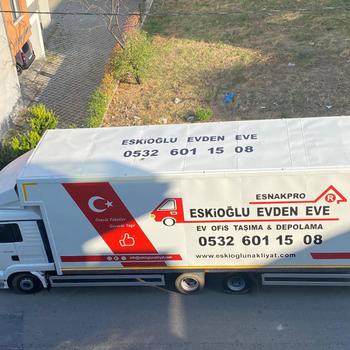 ESKİOĞLU EVDEN EVE
0532 601 15 08
ESNAKPRO
R
ESKİOĞLU EVDEN EVE
EV OFİS TAŞIMA & DEPOLAMA
0532 601 15 08
www.eskioglunakliyat.com